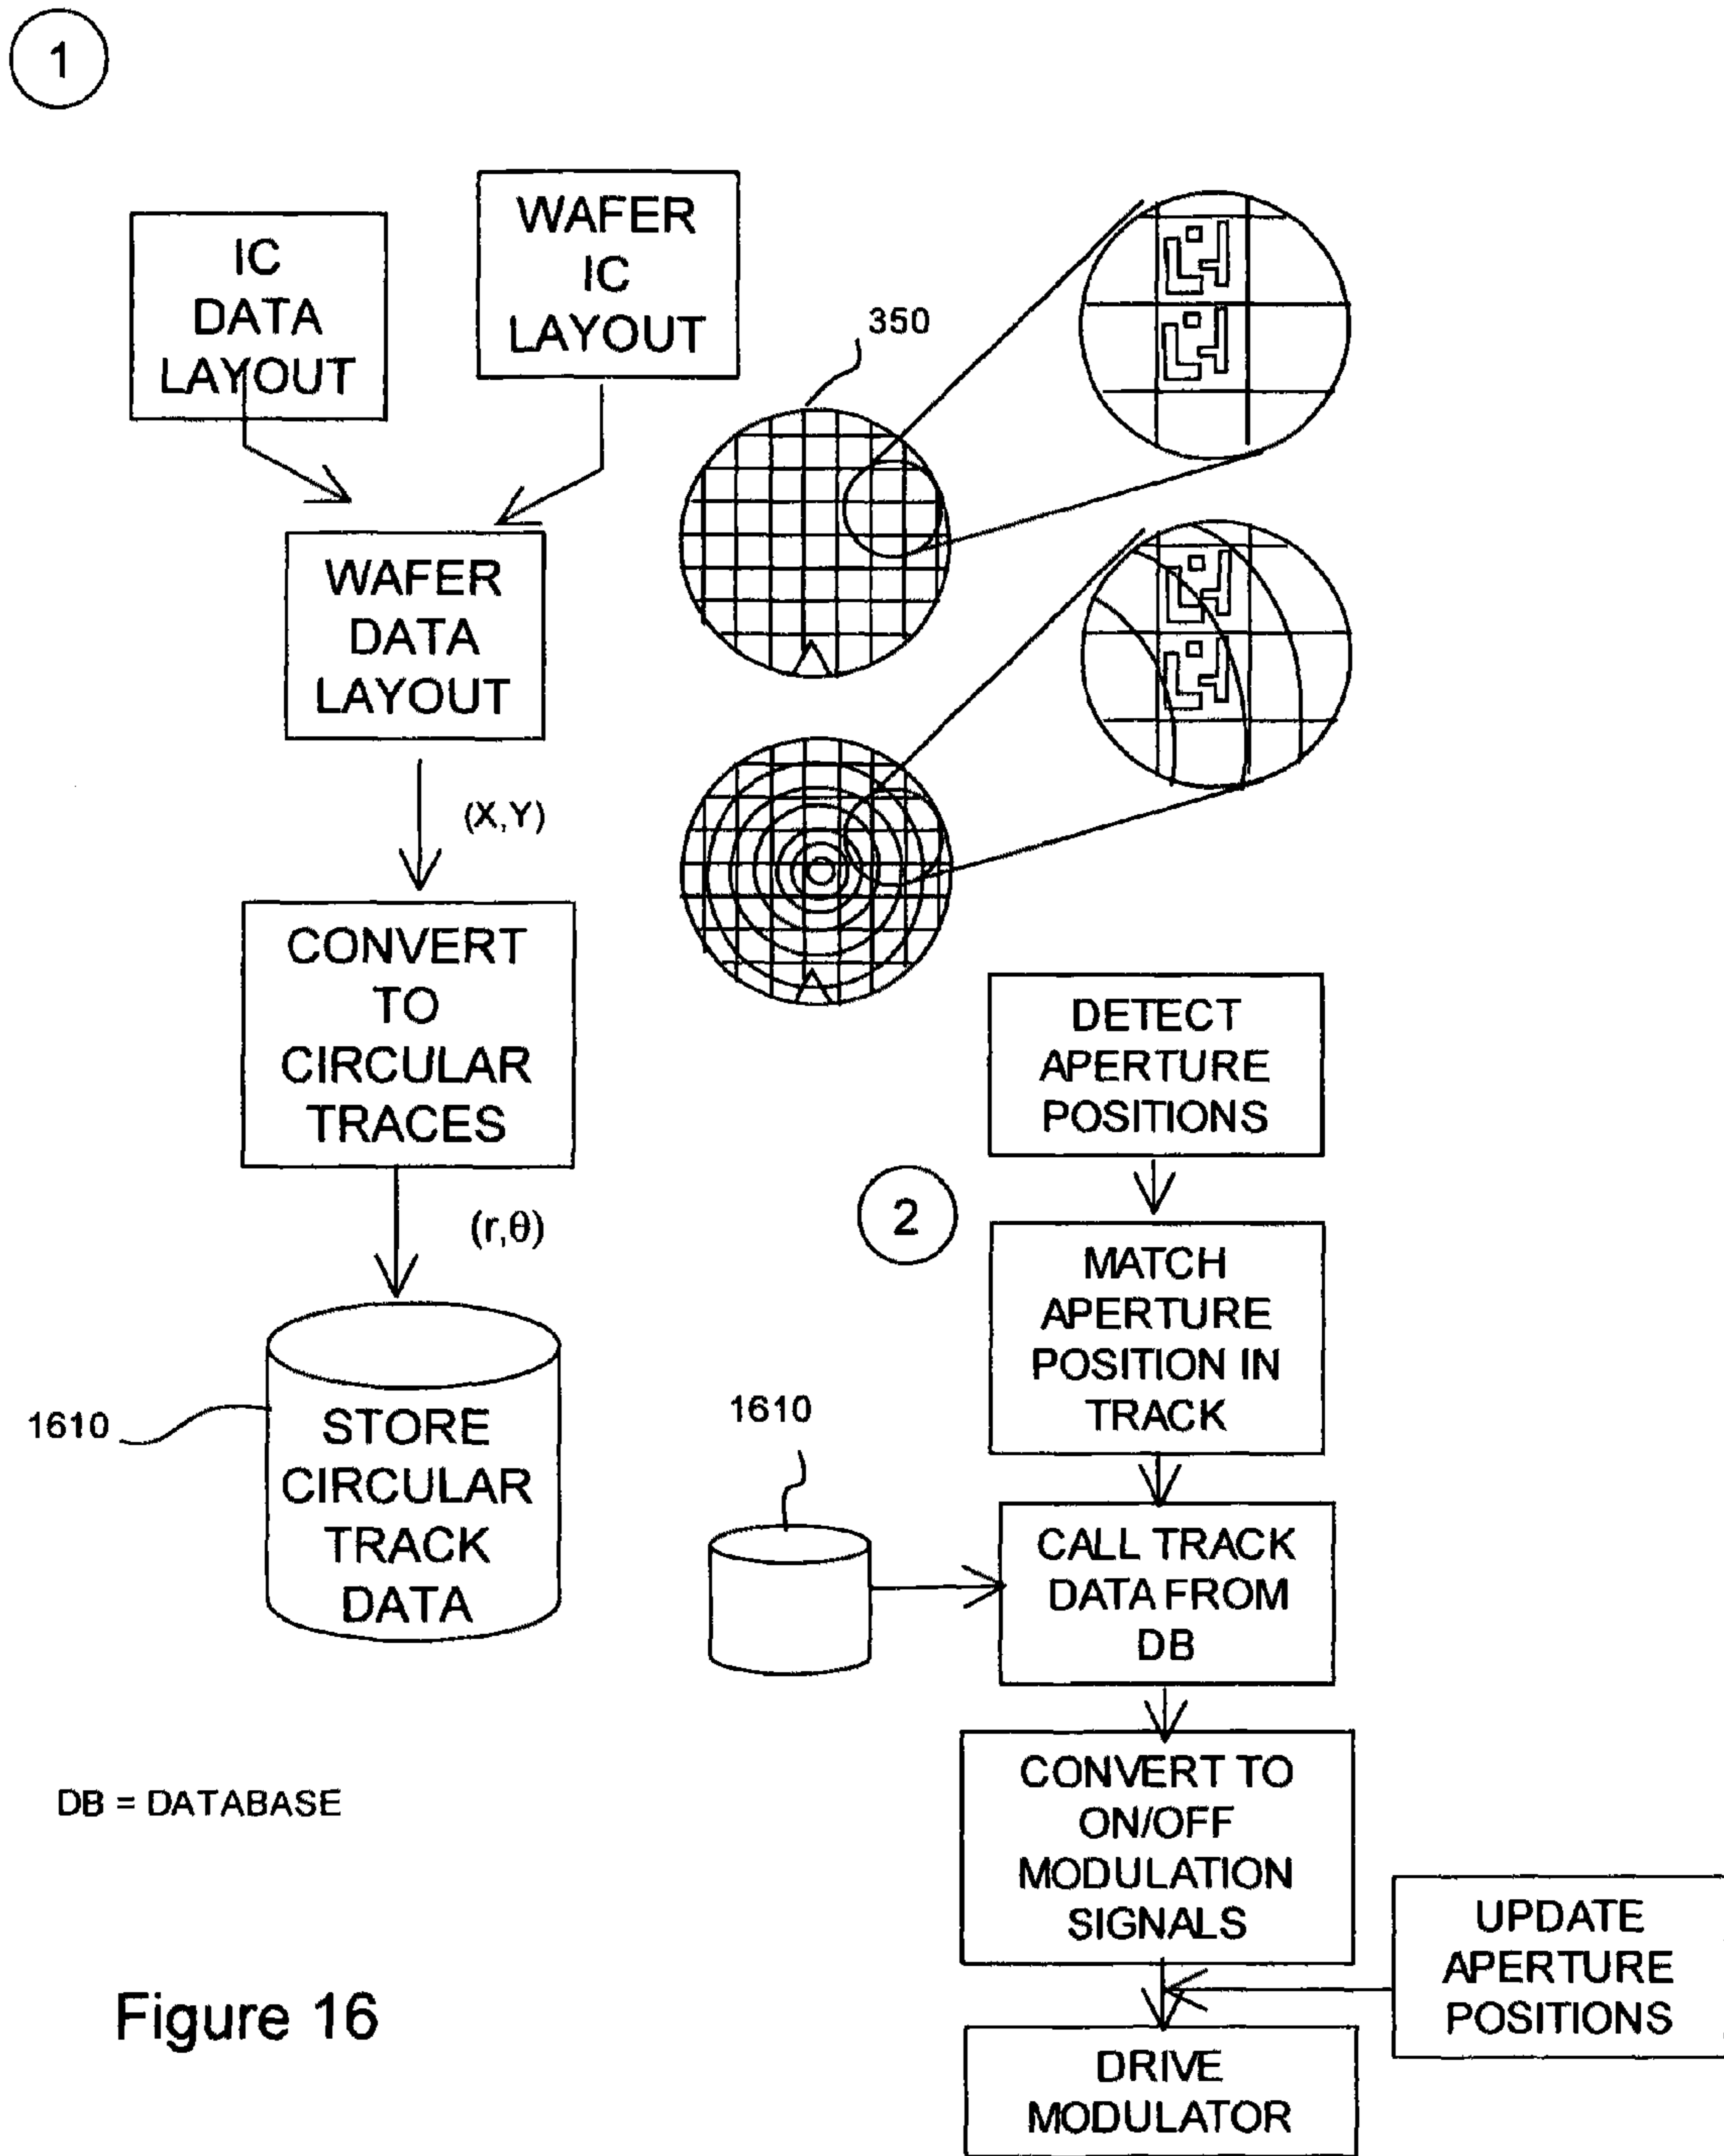 1
IC
DATA
LAYOUT
WAFER
IC
LAYOUT
350
WAFER
DATA
LAYOUT
(X,Y)
CONVERT
TO
CIRCULAR
TRACES
(r,θ)
1610
STORE
CIRCULAR
TRACK
DATA
DETECT
APERTURE
POSITIONS
2
MATCH
APERTURE
POSITION IN
TRACK
1610
CALL TRACK
DATA FROM
DB
CONVERT TO
ON/OFF
MODULATION
SIGNALS
UPDATE
APERTURE
POSITIONS
DRIVE
MODULATOR
DB = DATABASE
Figure 16